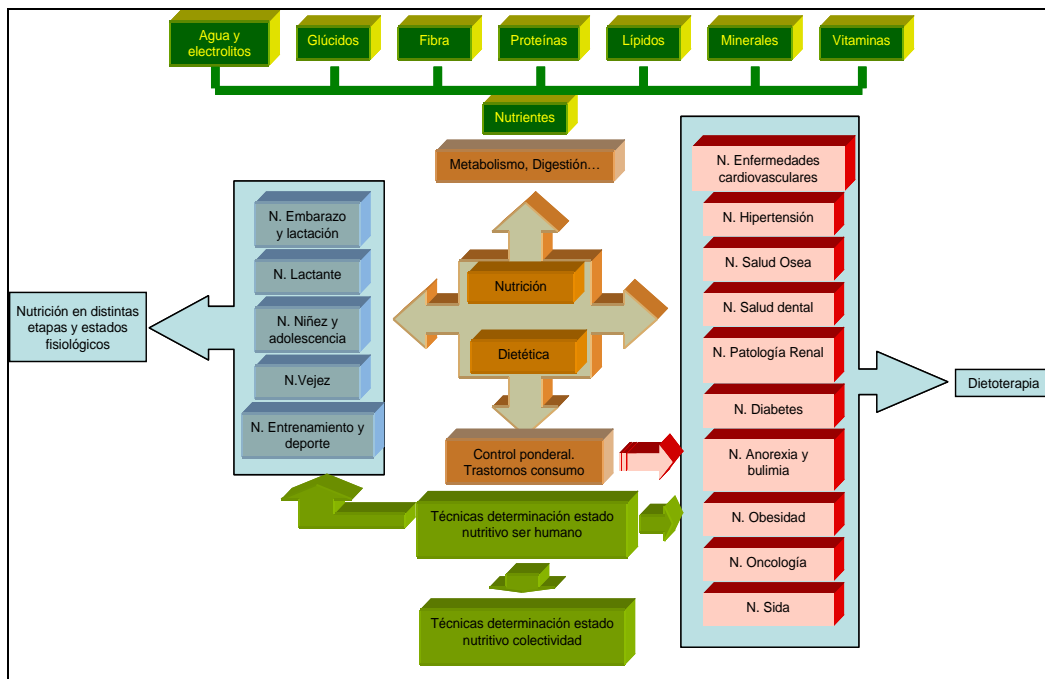 Agua y
electrolitos
Glúcidos
Fibra
Proteínas
Lípidos
Minerales
Vitaminas
Nutrientes
Metabolismo, Digestión…
N. Embarazo
y lactación
N. Lactante
N. Niñez y
adolescencia
N.Vejez
N. Entrenamiento y
deporte
Nutrición en distintas
etapas y estados
fisiológicos
Nutrición
Dietética
Control ponderal.
Trastornos consumo
Técnicas determinación estado
nutritivo ser humano
Técnicas determinación estado
nutritivo colectividad
N. Enfermedades
cardiovasculares
N. Hipertensión
N. Salud Osea
N. Salud dental
N. Patología Renal
N. Diabetes
N. Anorexia y
bulimia
N. Obesidad
N. Oncología
N. Sida
Dietoterapia